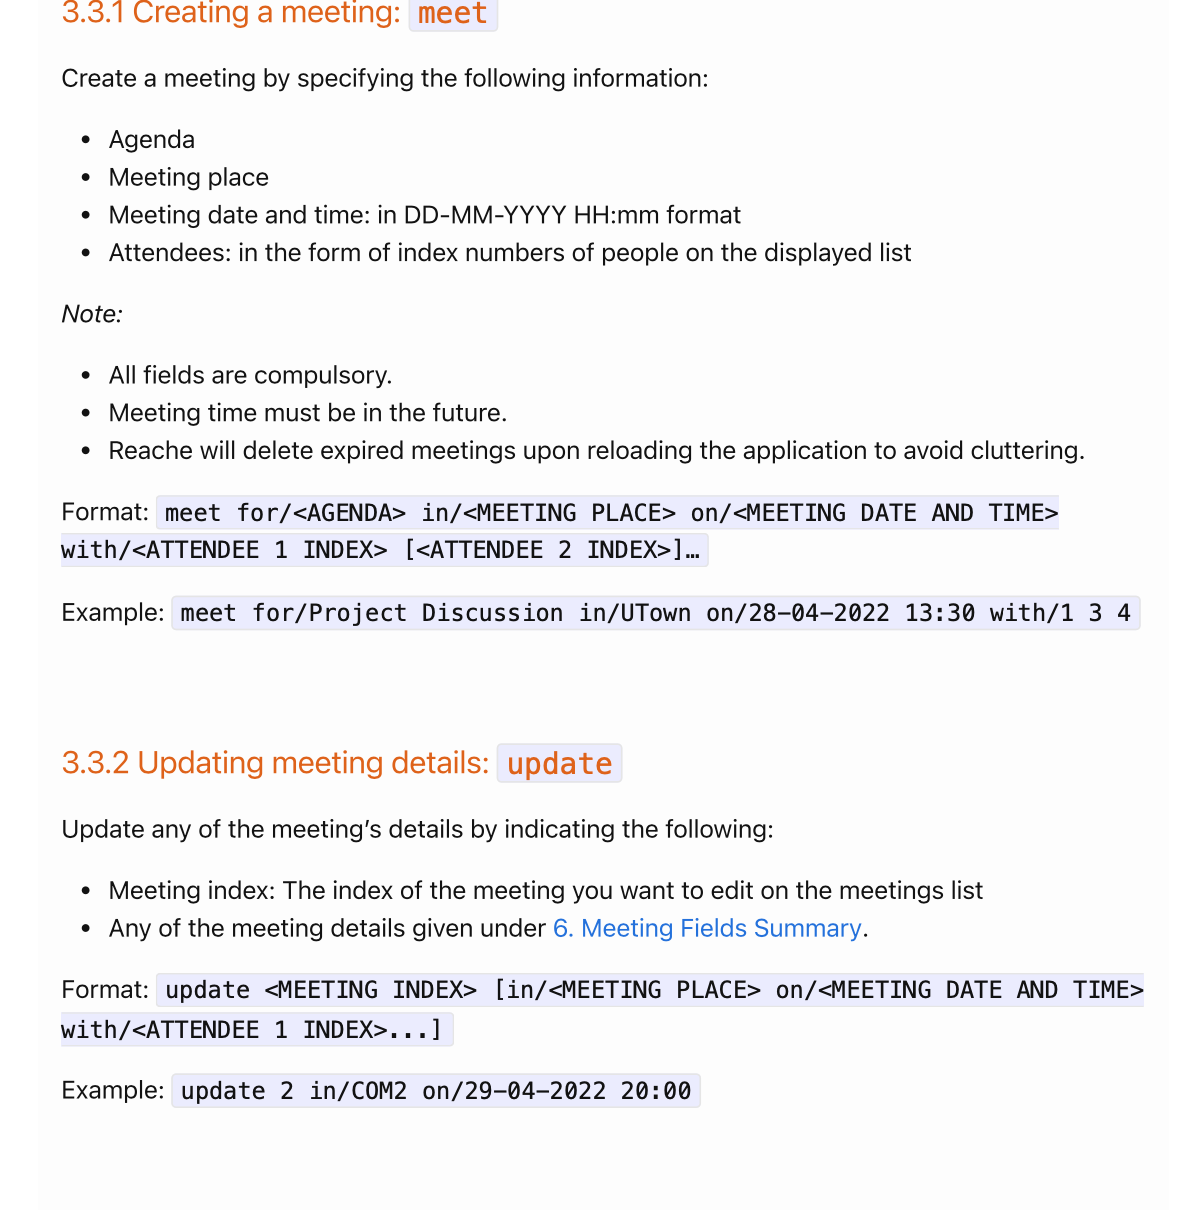 3.3.1 Creating a meeting: meet
Create a meeting by specifying the following information:
• Agenda
• Meeting place
• Meeting date and time: in DD-MM-YYYY HH:mm format
• Attendees: in the form of index numbers of people on the displayed list
Note:
• All fields are compulsory.
• Meeting time must be in the future.
• Reache will delete expired meetings upon reloading the application to avoid cluttering.
Format: meet for/<AGENDA> in/<MEETING PLACE> on/<MEETING DATE AND TIME>
with/<ATTENDEE 1 INDEX> [<ATTENDEE 2 INDEX>]…
Example: meet for/Project Discussion in/UTown on/28-04-2022 13:30 with/1 3 4
3.3.2 Updating meeting details: update
Update any of the meeting’s details by indicating the following:
• Meeting index: The index of the meeting you want to edit on the meetings list
• Any of the meeting details given under 6. Meeting Fields Summary.
Format: update <MEETING INDEX> [in/<MEETING PLACE> on/<MEETING DATE AND TIME>
with/<ATTENDEE 1 INDEX>...]
Example: update 2 in/COM2 on/29-04-2022 20:00